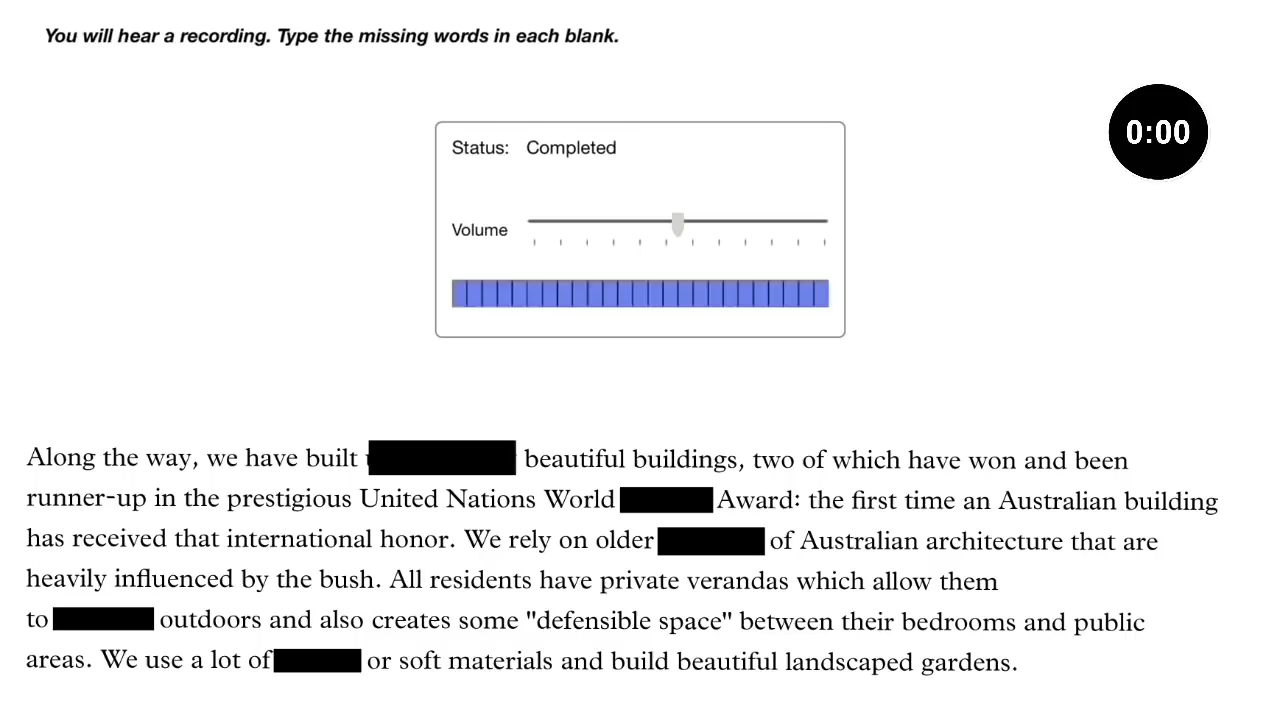 You will hear a recording. Type the missing words in each blank.
0:00
Status: Completed
Volume
Along the way, we have built beautiful buildings, two of which have won and been
runner-up in the prestigious United Nations World Award: the first time an Australian building
has received that international honor. We rely on older of Australian architecture that are
heavily influenced by the bush. All residents have private verandas which allow them
to outdoors and also creates some "defensible space" between their bedrooms and public
areas. We use a lot of or soft materials and build beautiful landscaped gardens.